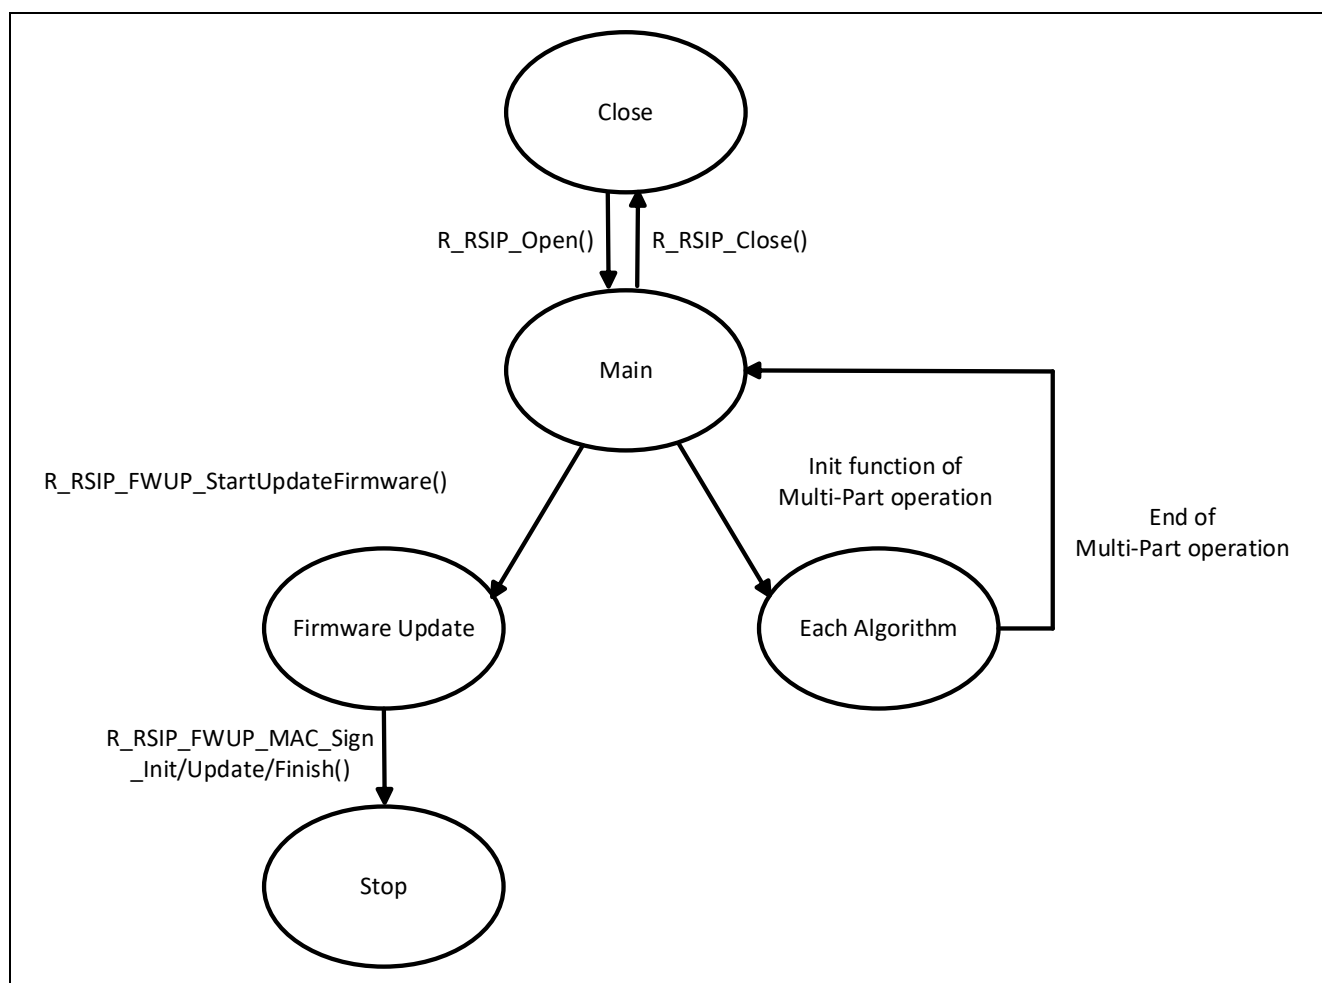 Close
R_RSIP_Open()
R_RSIP_Close()
Main
R_RSIP_FWUP_StartUpdateFirmware()
Init function of
Multi-Part operation
End of
Multi-Part operation
Firmware Update
Each Algorithm
R_RSIP_FWUP_MAC_Sign
_Init/Update/Finish()
Stop